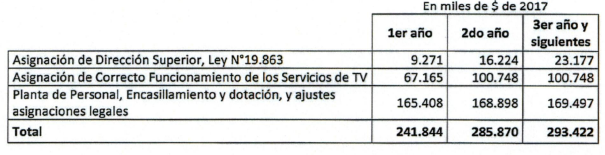 En miles de $ de 2017
1er año 2do año 3er año y siguientes
Asignación de Dirección Superior, Ley N°19.863 9.271 16.224 23.177
Asignación de Correcto Funcionamiento de los Servicios de TV 67.165 100.748 100.748
Planta de Personal, Encasillamiento y dotación, y ajustes
asignaciones legales 165.408 168.898 169.497
Total 241.844 285.870 293.422